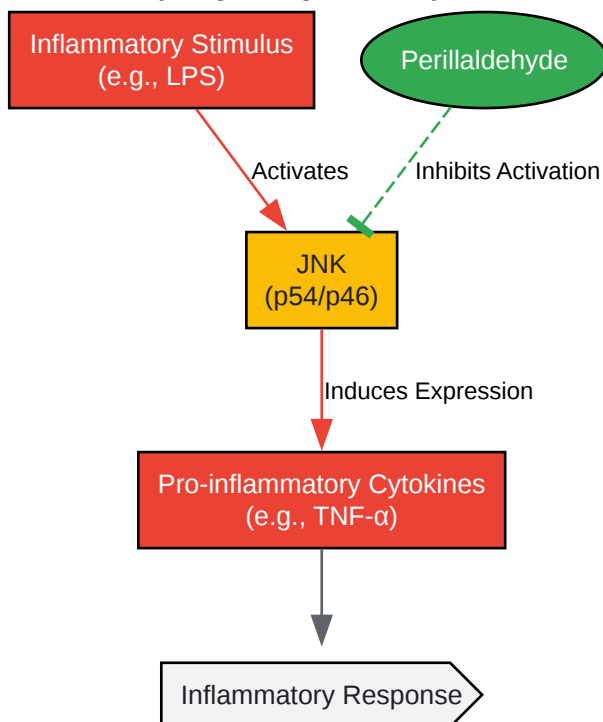 Inflammatory Stimulus
(e.g., LPS)
Perillaldehyde
Activates
Inhibits Activation
JNK
(p54/p46)
Induces Expression
Pro-inflammatory Cytokines
(e.g., TNF-α)
Inflammatory Response